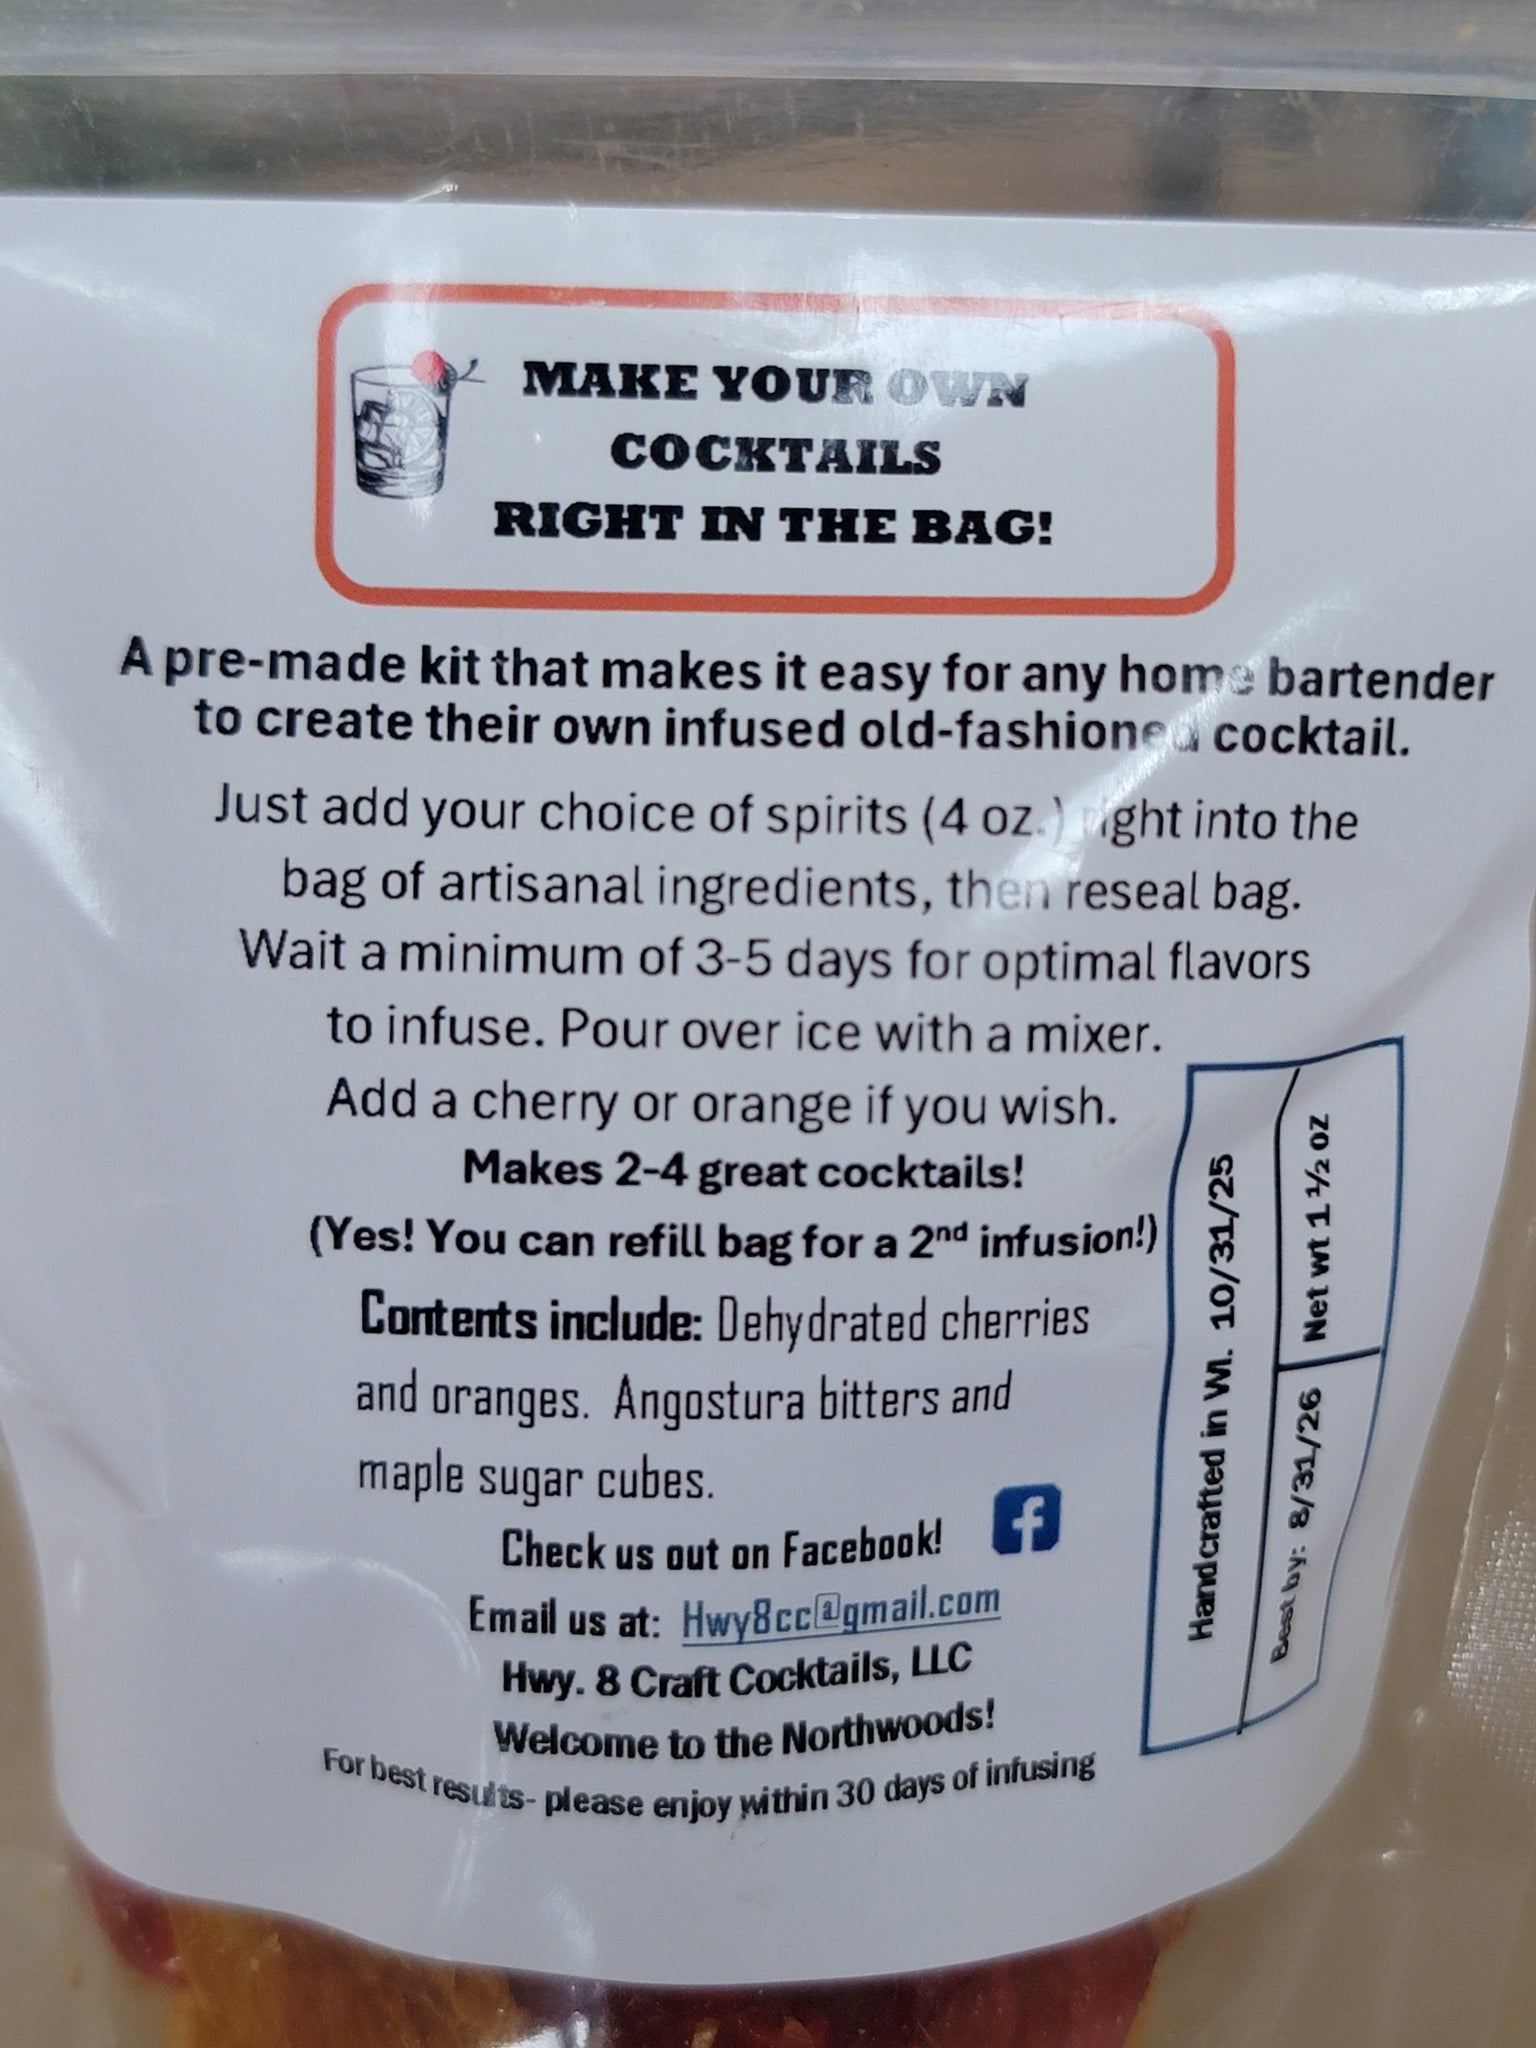 MAKE YOUR OWN
COCKTAILS
RIGHT IN THE BAG!
A pre-made kit that makes it easy for any home bartender
to create their own infused old-fashioned cocktail.
Just add your choice of spirits (4 oz.) right into the
bag of artisanal ingredients, then reseal bag.
Wait a minimum of 3-5 days for optimal flavors
to infuse. Pour over ice with a mixer.
Add a cherry or orange if you wish.
Makes 2-4 great cocktails!
(Yes! You can refill bag for a 2nd infusion!)
Contents include: Dehydrated cherries
and oranges. Angostura bitters and
maple sugar cubes.
Check us out on Facebook!
Email us at: Hwy8cc@gmail.com
Hwy. 8 Craft Cocktails, LLC
Welcome to the Northwoods!
For best results- please enjoy within 30 days of infusing
Handcrafted in WI. 10/31/25
Best by: 8/31/26
Net wt 1 ½ oz